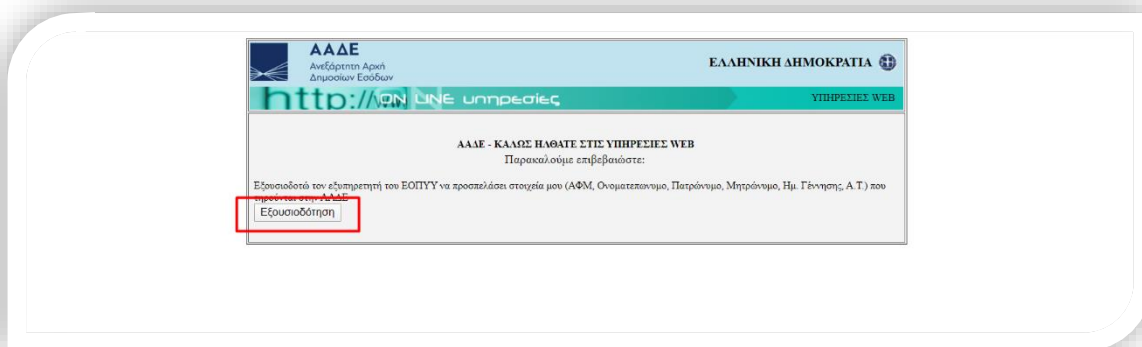 ΑΑΔΕ
Ανεξάρτητη Αρχή
Δημοσίων Εσόδων
ΕΛΛΗΝΙΚΗ ΔΗΜΟΚΡΑΤΙΑ
http:// ON LINE υπηρεσίες
ΥΠΗΡΕΣΙΕΣ WEB
ΑΑΔΕ - ΚΑΛΩΣ ΗΛΘΑΤΕ ΣΤΙΣ ΥΠΗΡΕΣΙΕΣ WEB
Παρακαλούμε επιβεβαιώστε:
Εξουσιοδοτώ τον εξυπηρετητή του ΕΟΠΥΥ να προσπελάσει στοιχεία μου (ΑΦΜ, Ονοματεπωνυμο, Πατρώνυμο, Μητρώνυμο, Ημ. Γέννησης, Α.Τ.) που
τηρούνται στην ΑΑΔΕ
Εξουσιοδότηση